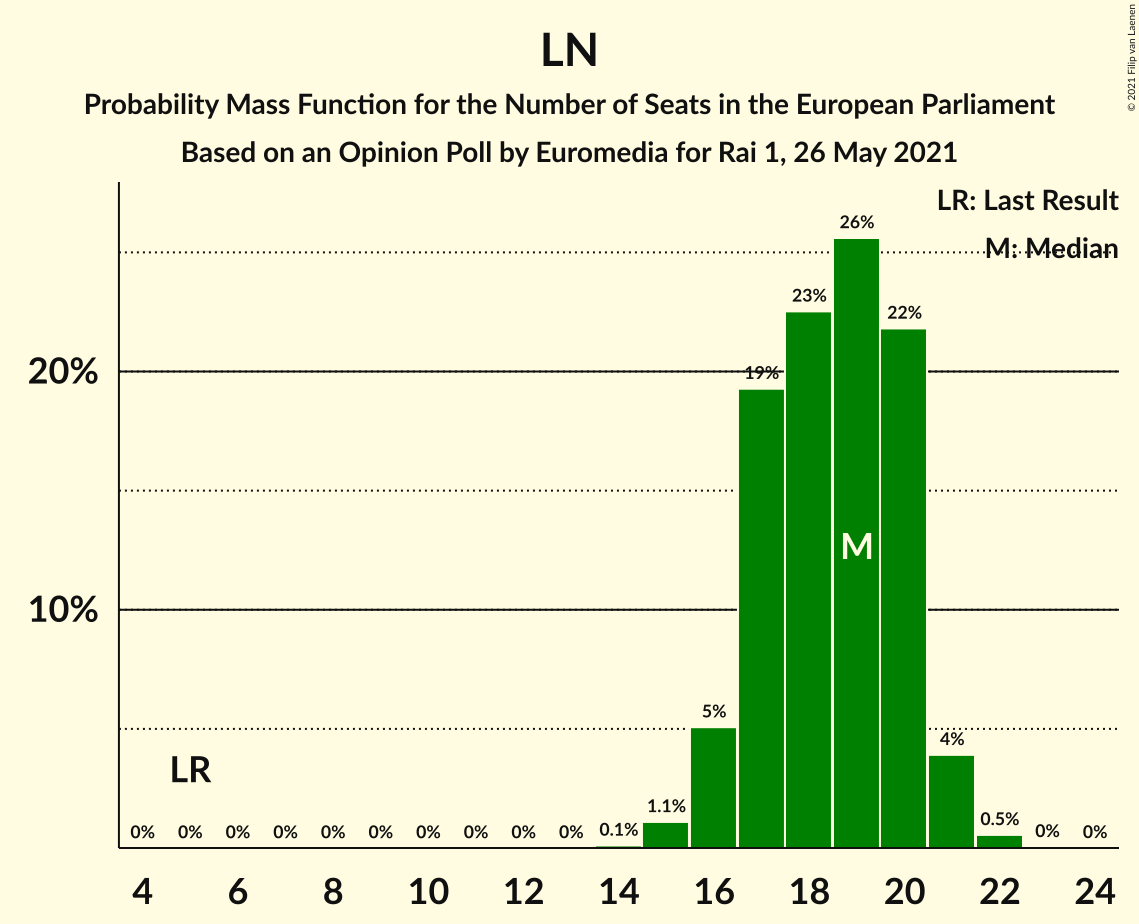 LN
Probability Mass Function for the Number of Seats in the European Parliament
Based on an Opinion Poll by Euromedia for Rai 1, 26 May 2021
© 2021 Filip van Laenen
LR: Last Result
M: Median
26%
23%
22%
19%
20%
M
10%
5%
4%
LR
1.1%
0% 0% 0% 0% 0% 0% 0% 0% 0% 0% 0.1% 0.5% 0% 0%
4 6 8 10 12 14 16 18 20 22 24